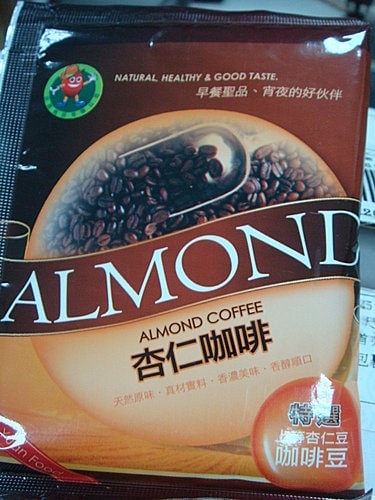 NATURAL, HEALTHY & GOOD TASTE.
早餐聖品、宵夜的好伙伴
ALMOND
ALMOND COFFEE
杏仁咖啡
天然原味·真材實料·香濃美味·香醇順口
特選
杏仁豆
咖啡豆
Foods